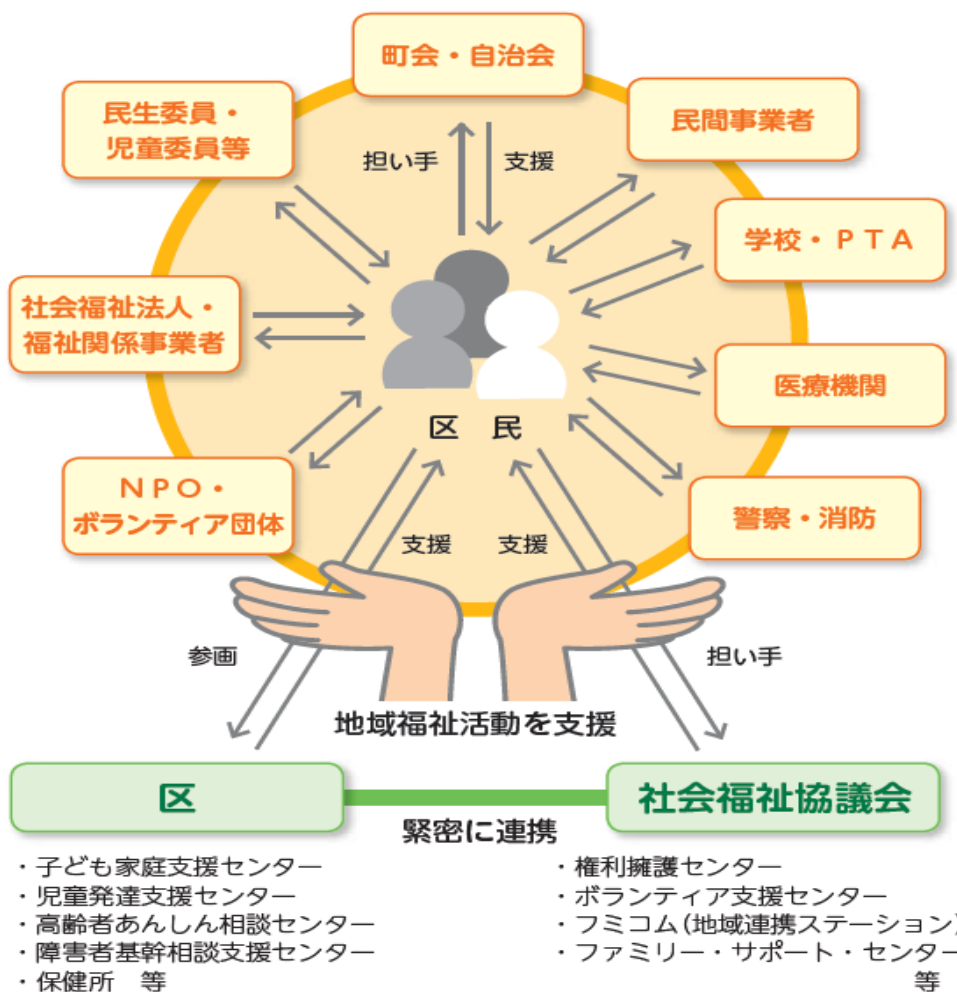 町会・自治会
民生委員・
児童委員等
民間事業者
担い手
支援
学校・ＰＴＡ
社会福祉法人・
福祉関係事業者
医療機関
区 民
ＮＰＯ・
ボランティア団体
警察・消防
支援
支援
参画
担い手
地域福祉活動を支援
区
社会福祉協議会
緊密に連携
・子ども家庭支援センター
・児童発達支援センター
・高齢者あんしん相談センター
・障害者基幹相談支援センター
・保健所 等
・権利擁護センター
・ボランティア支援センター
・フミコム(地域連携ステーション)
・ファミリー・サポート・センター
等